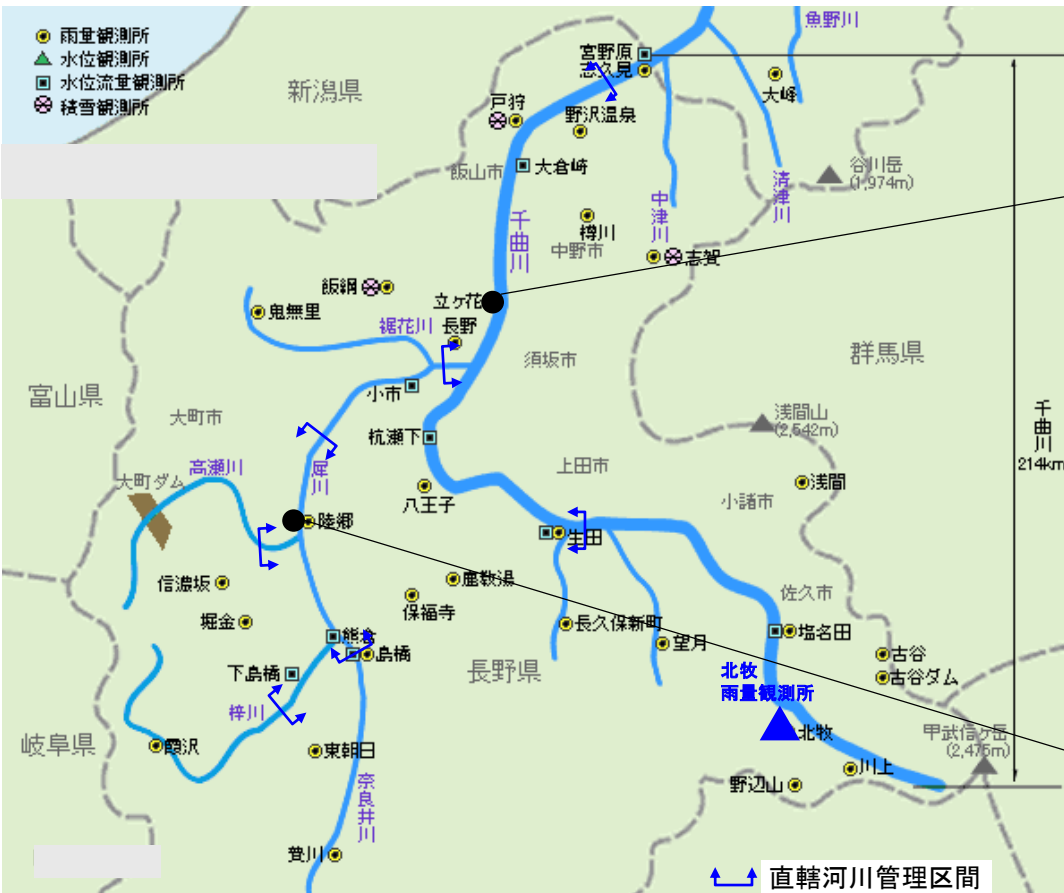 雨量観測所
水位観測所
水位流量観測所
積雪観測所
新潟県
魚野川
宮野原
志久見
大峰
戸狩
野沢温泉
飯山市
大倉崎
谷川岳
(1,974m)
清津川
中津川
千曲川
樽川
中野市
志賀
飯綱
鬼無里
立ヶ花
長野
裾花川
須坂市
群馬県
富山県
小市
大町市
杭瀬下
浅間山
(2,542m)
千曲川
214km
高瀬川
犀川
上田市
大町ダム
八王子
小諸市
浅間
陸郷
生田
信濃坂
鹿教湯
保福寺
佐久市
堀金
熊倉
長久保新町
塩名田
望月
島橋
下島橋
長野県
古谷
古谷ダム
北牧
雨量観測所
梓川
岐阜県
霞沢
東朝日
北牧
甲武信ヶ岳
(2,475m)
川上
野辺山
奈良井川
贄川
直轄河川管理区間